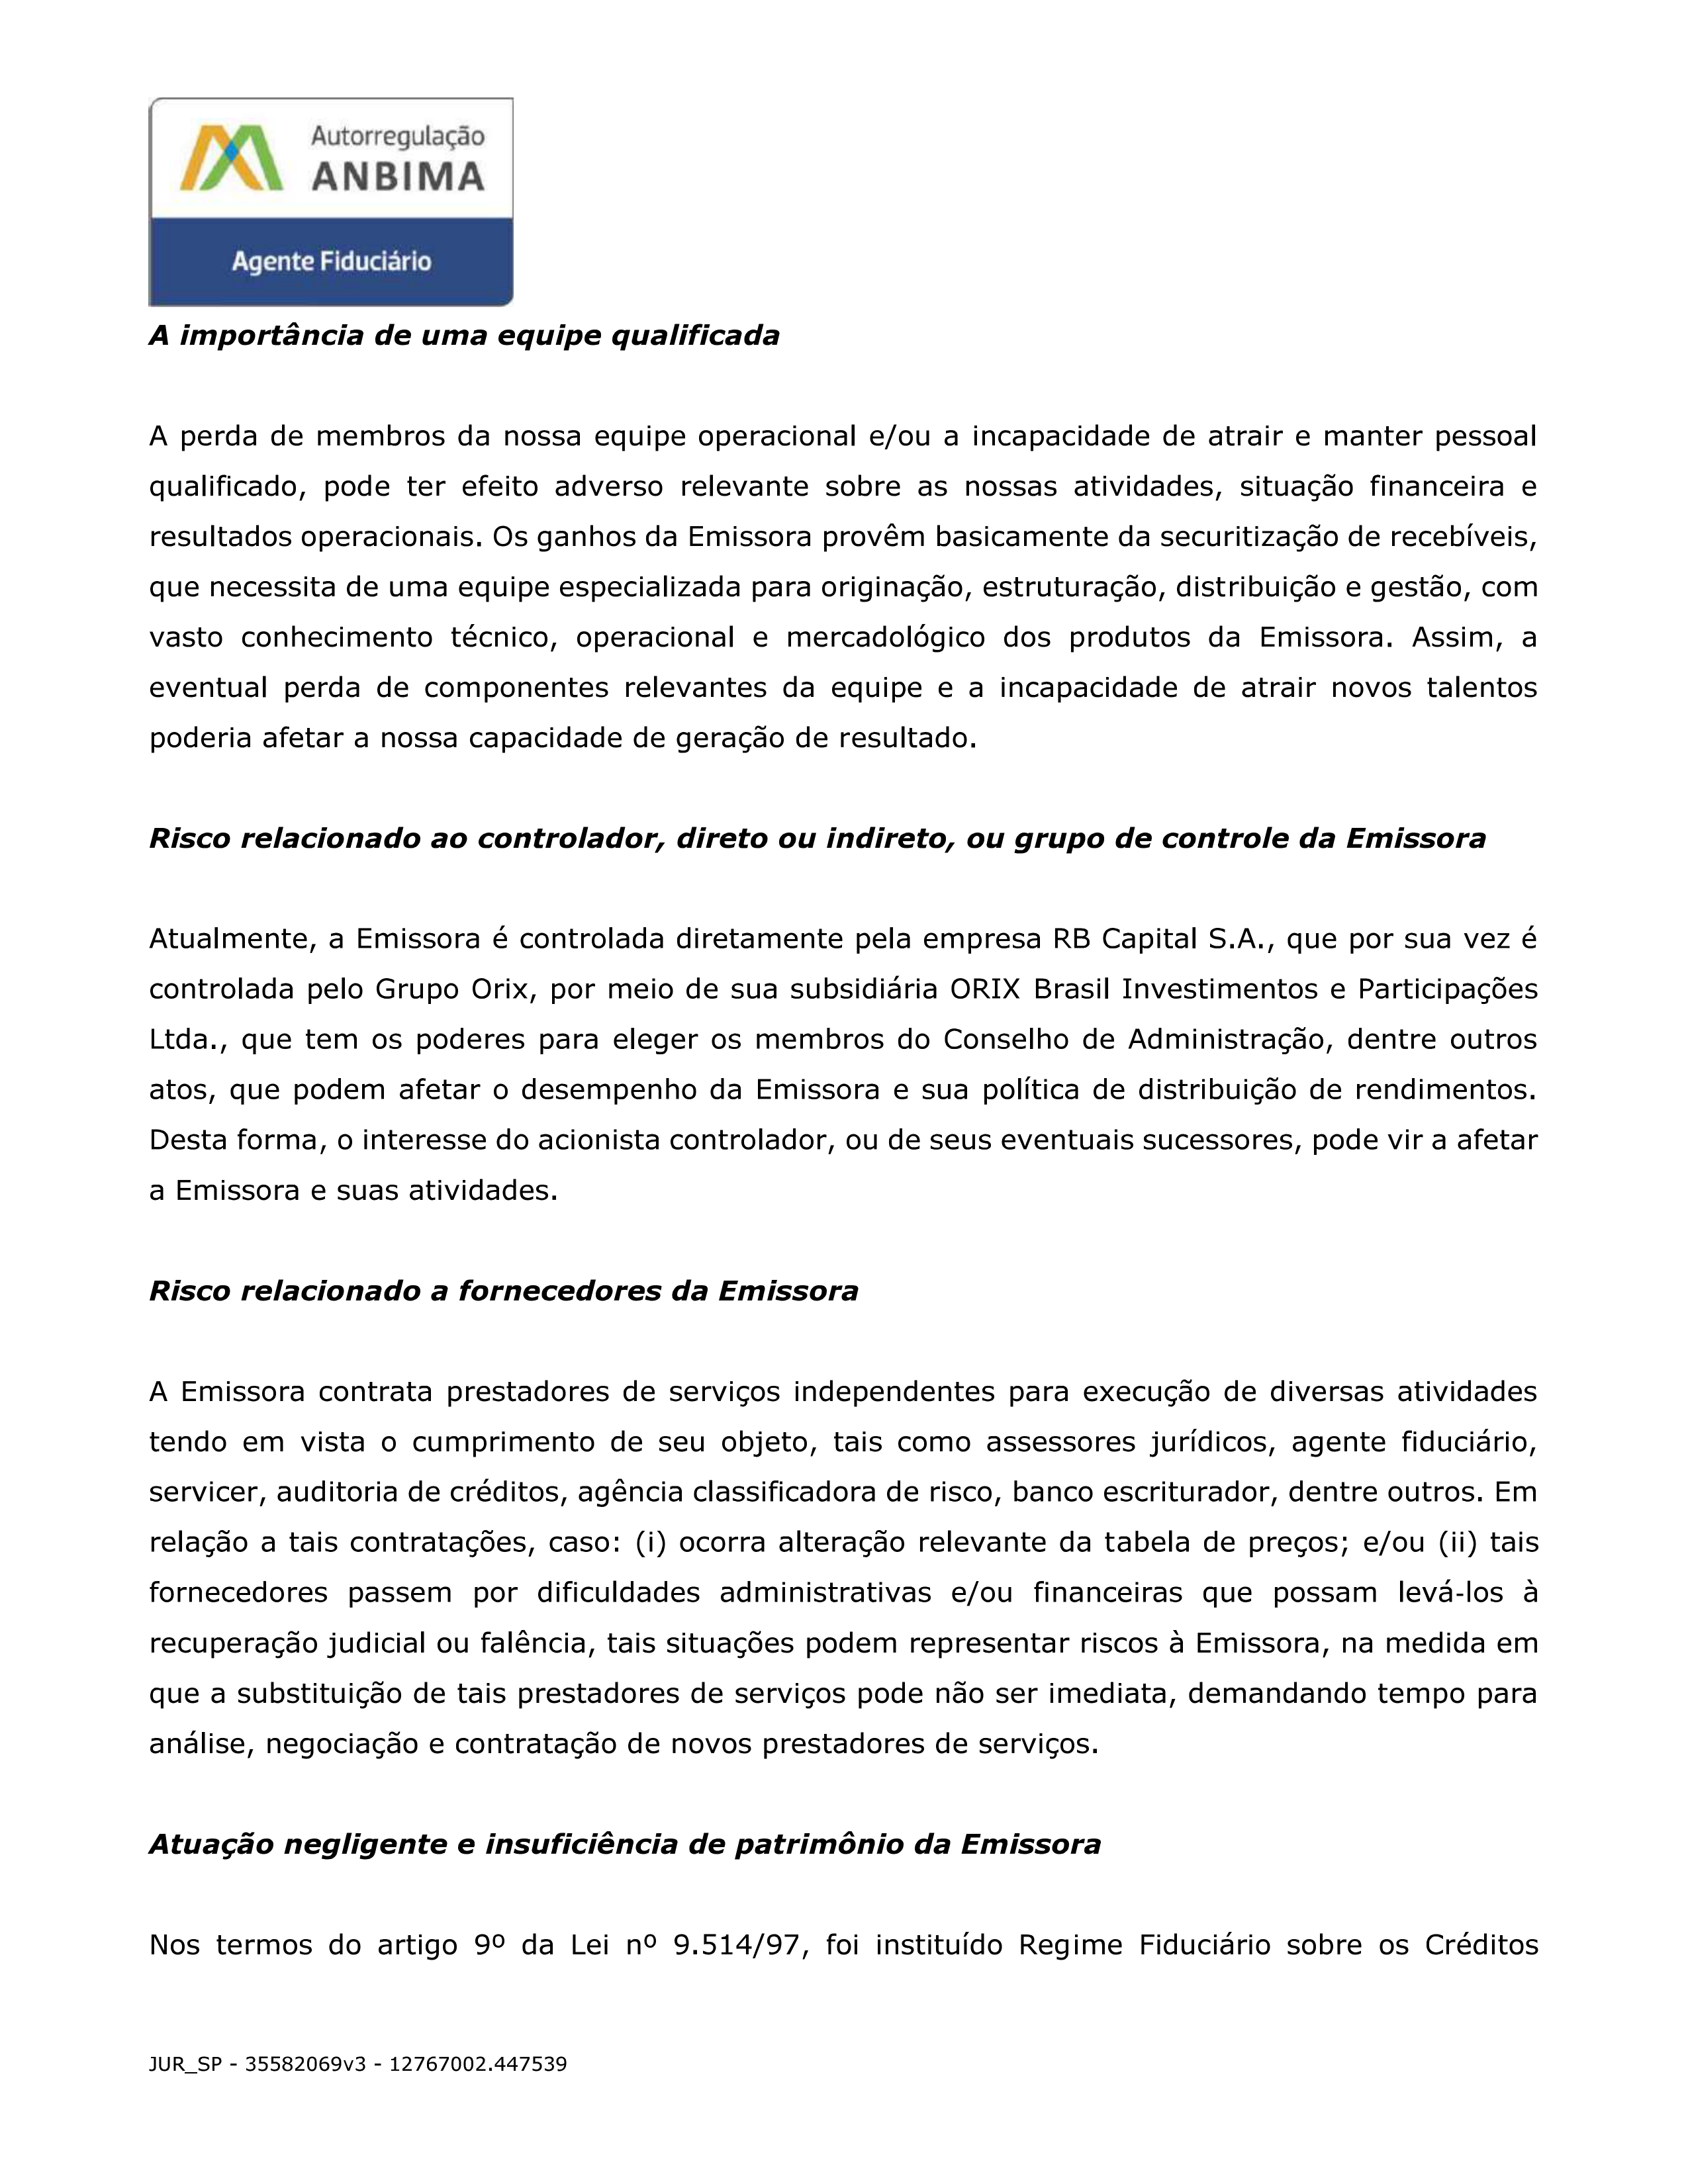 Autorregulação
ANBIMA
Agente Fiduciário
A importância de uma equipe qualificada
A perda de membros da nossa equipe operacional e/ou a incapacidade de atrair e manter pessoal
qualificado, pode ter efeito adverso relevante sobre as nossas atividades, situação financeira e
resultados operacionais. Os ganhos da Emissora provêm basicamente da securitização de recebíveis,
que necessita de uma equipe especializada para originação, estruturação, distribuição e gestão, com
vasto conhecimento técnico, operacional e mercadológico dos produtos da Emissora. Assim, a
eventual perda de componentes relevantes da equipe e a incapacidade de atrair novos talentos
poderia afetar a nossa capacidade de geração de resultado.
Risco relacionado ao controlador, direto ou indireto, ou grupo de controle da Emissora
Atualmente, a Emissora é controlada diretamente pela empresa RB Capital S.A., que por sua vez é
controlada pelo Grupo Orix, por meio de sua subsidiária ORIX Brasil Investimentos e Participações
Ltda., que tem os poderes para eleger os membros do Conselho de Administração, dentre outros
atos, que podem afetar o desempenho da Emissora e sua política de distribuição de rendimentos.
Desta forma, o interesse do acionista controlador, ou de seus eventuais sucessores, pode vir a afetar
a Emissora e suas atividades.
Risco relacionado a fornecedores da Emissora
A Emissora contrata prestadores de serviços independentes para execução de diversas atividades
tendo em vista o cumprimento de seu objeto, tais como assessores jurídicos, agente fiduciário,
servicer, auditoria de créditos, agência classificadora de risco, banco escriturador, dentre outros. Em
relação a tais contratações, caso: (i) ocorra alteração relevante da tabela de preços; e/ou (ii) tais
fornecedores passem por dificuldades administrativas e/ou financeiras que possam levá-los à
recuperação judicial ou falência, tais situações podem representar riscos à Emissora, na medida em
que a substituição de tais prestadores de serviços pode não ser imediata, demandando tempo para
análise, negociação e contratação de novos prestadores de serviços.
Atuação negligente e insuficiência de patrimônio da Emissora
Nos termos do artigo 9º da Lei nº 9.514/97, foi instituído Regime Fiduciário sobre os Créditos
JUR_SP - 35582069v3 - 12767002.447539